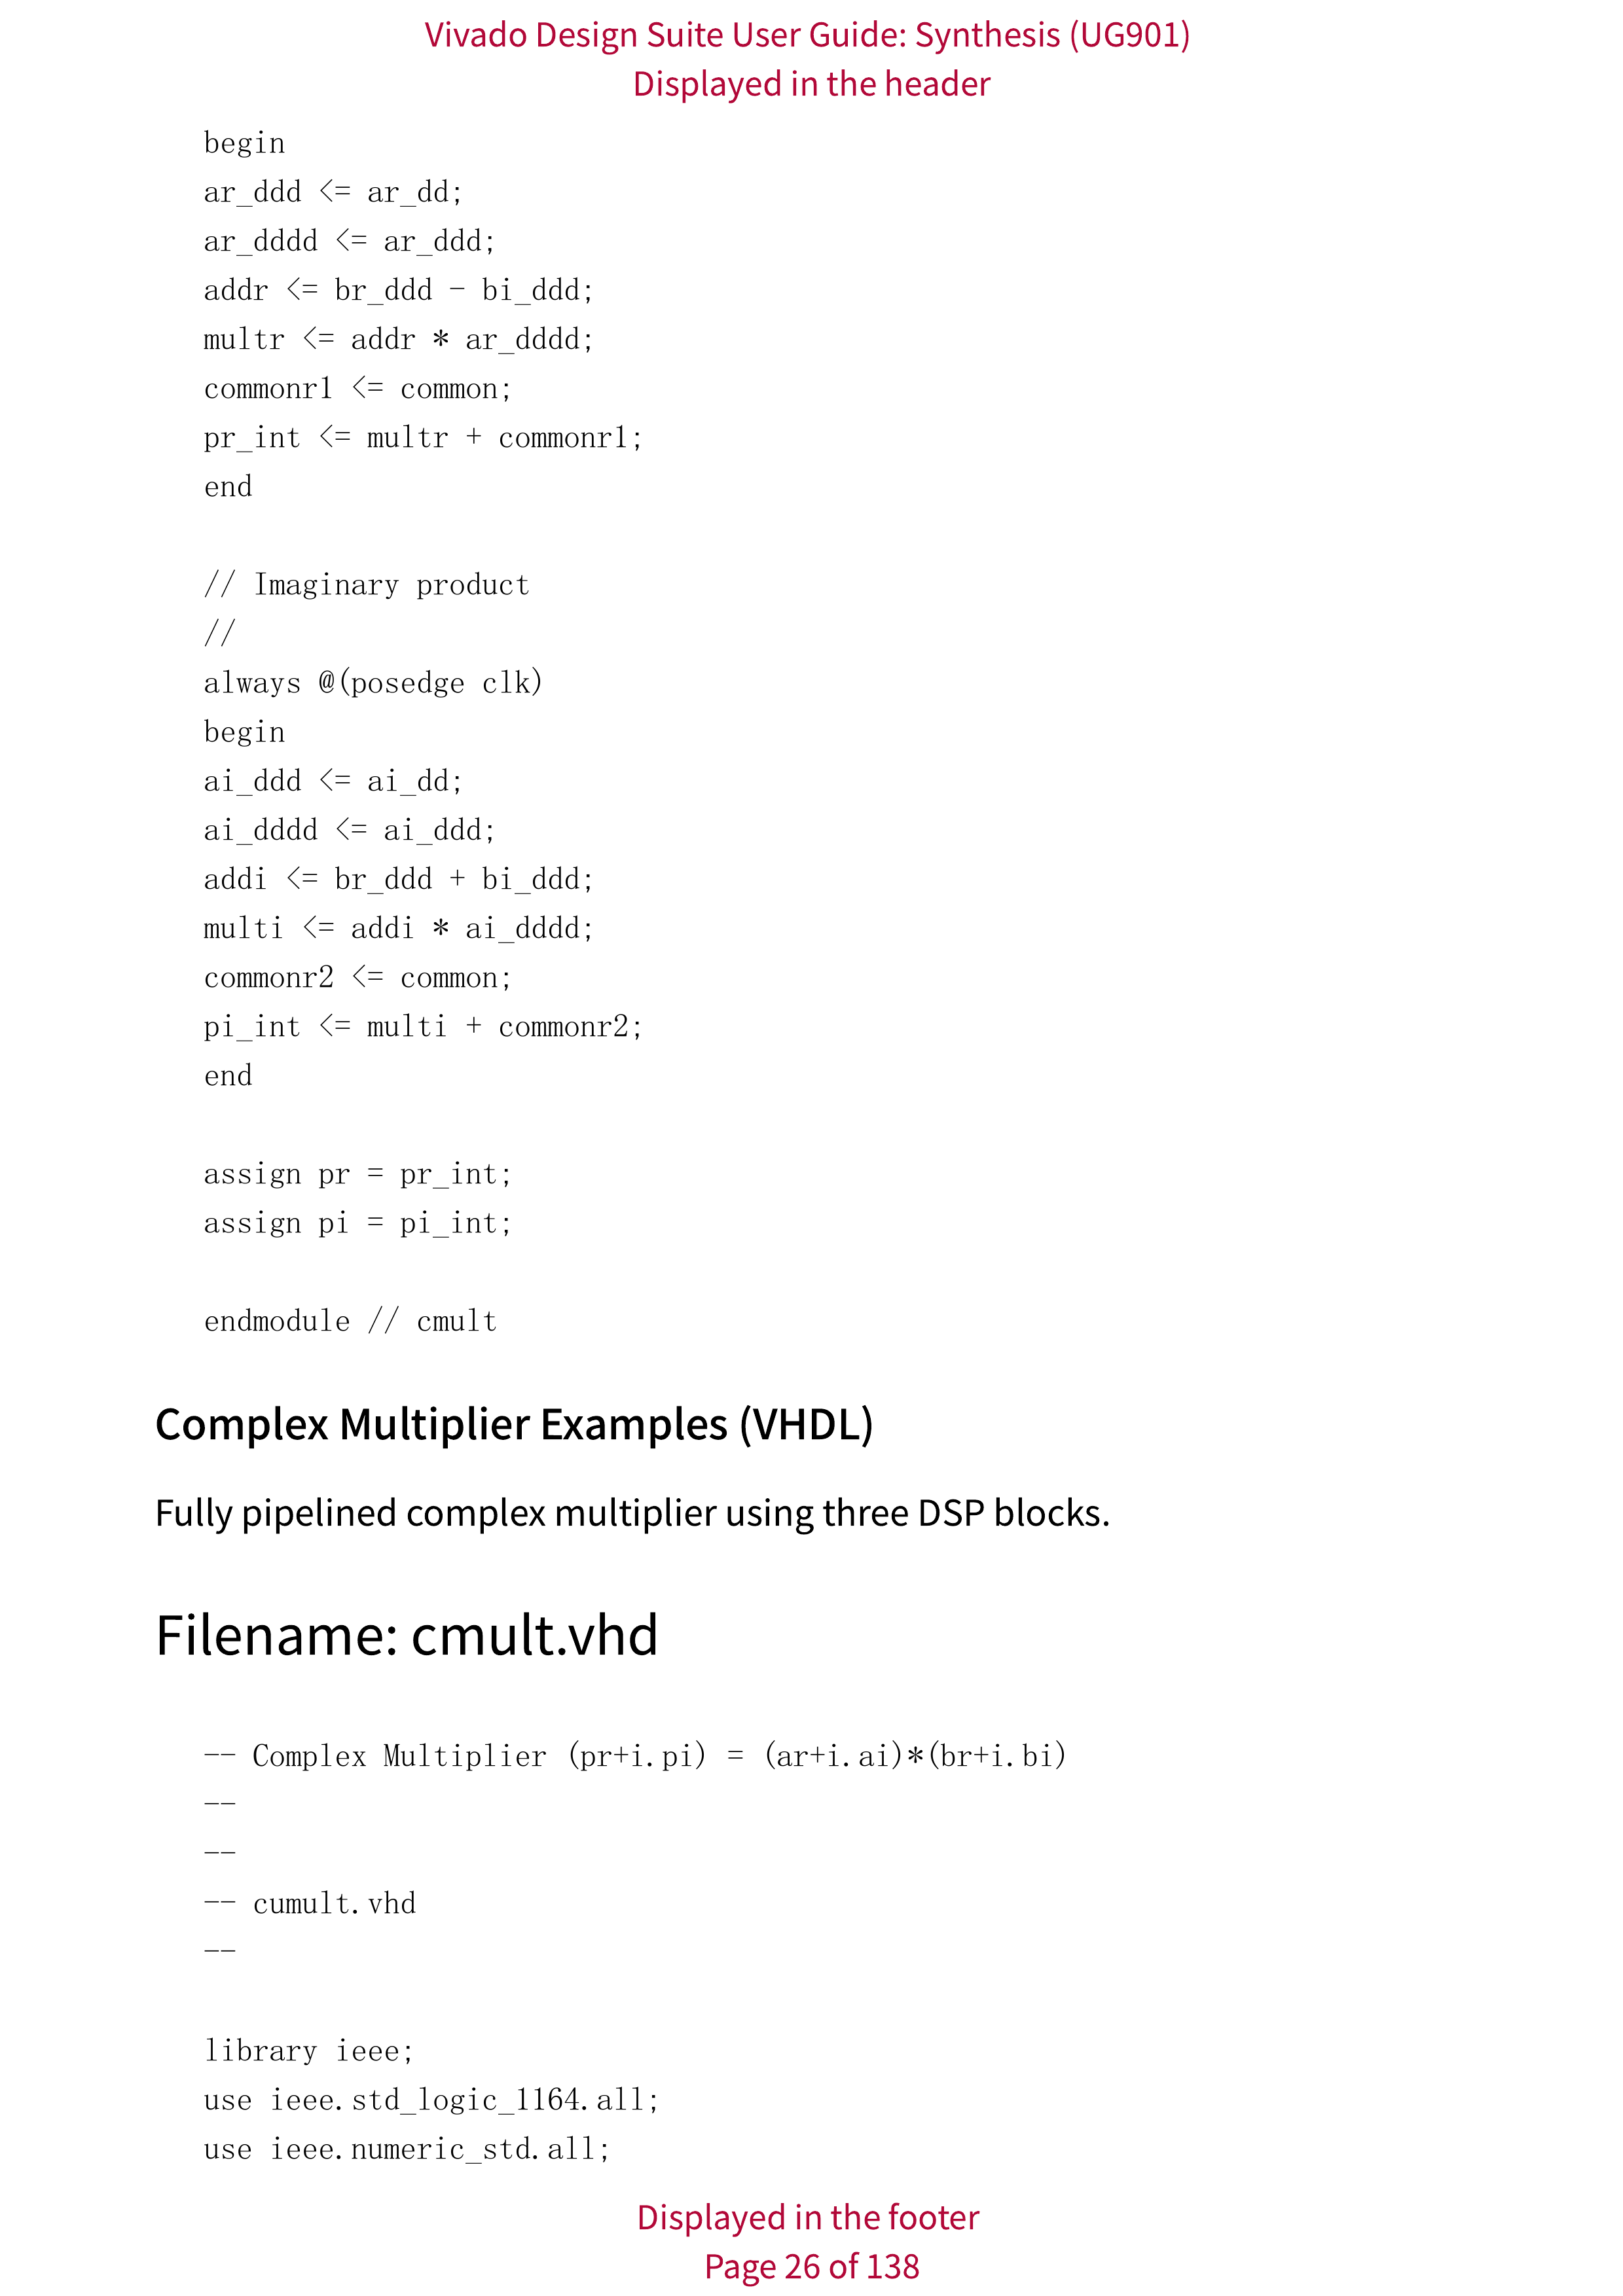 Vivado Design Suite User Guide: Synthesis (UG901)
Displayed in the header
begin
ar_ddd <= ar_dd;
ar_dddd <= ar_ddd;
addr <= br_ddd - bi_ddd;
multr <= addr * ar_dddd;
commonr1 <= common;
pr_int <= multr + commonr1;
end
// Imaginary product
//
always @(posedge clk)
begin
ai_ddd <= ai_dd;
ai_dddd <= ai_ddd;
addi <= br_ddd + bi_ddd;
multi <= addi * ai_dddd;
commonr2 <= common;
pi_int <= multi + commonr2;
end
assign pr = pr_int;
assign pi = pi_int;
endmodule // cmult
Complex Multiplier Examples (VHDL)
Fully pipelined complex multiplier using three DSP blocks.
Filename: cmult.vhd
-- Complex Multiplier (pr+i.pi) = (ar+i.ai)*(br+i.bi)
--
--
-- cumult.vhd
--
library ieee;
use ieee.std_logic_1164.all;
use ieee.numeric_std.all;
Displayed in the footer
Page 26 of 138